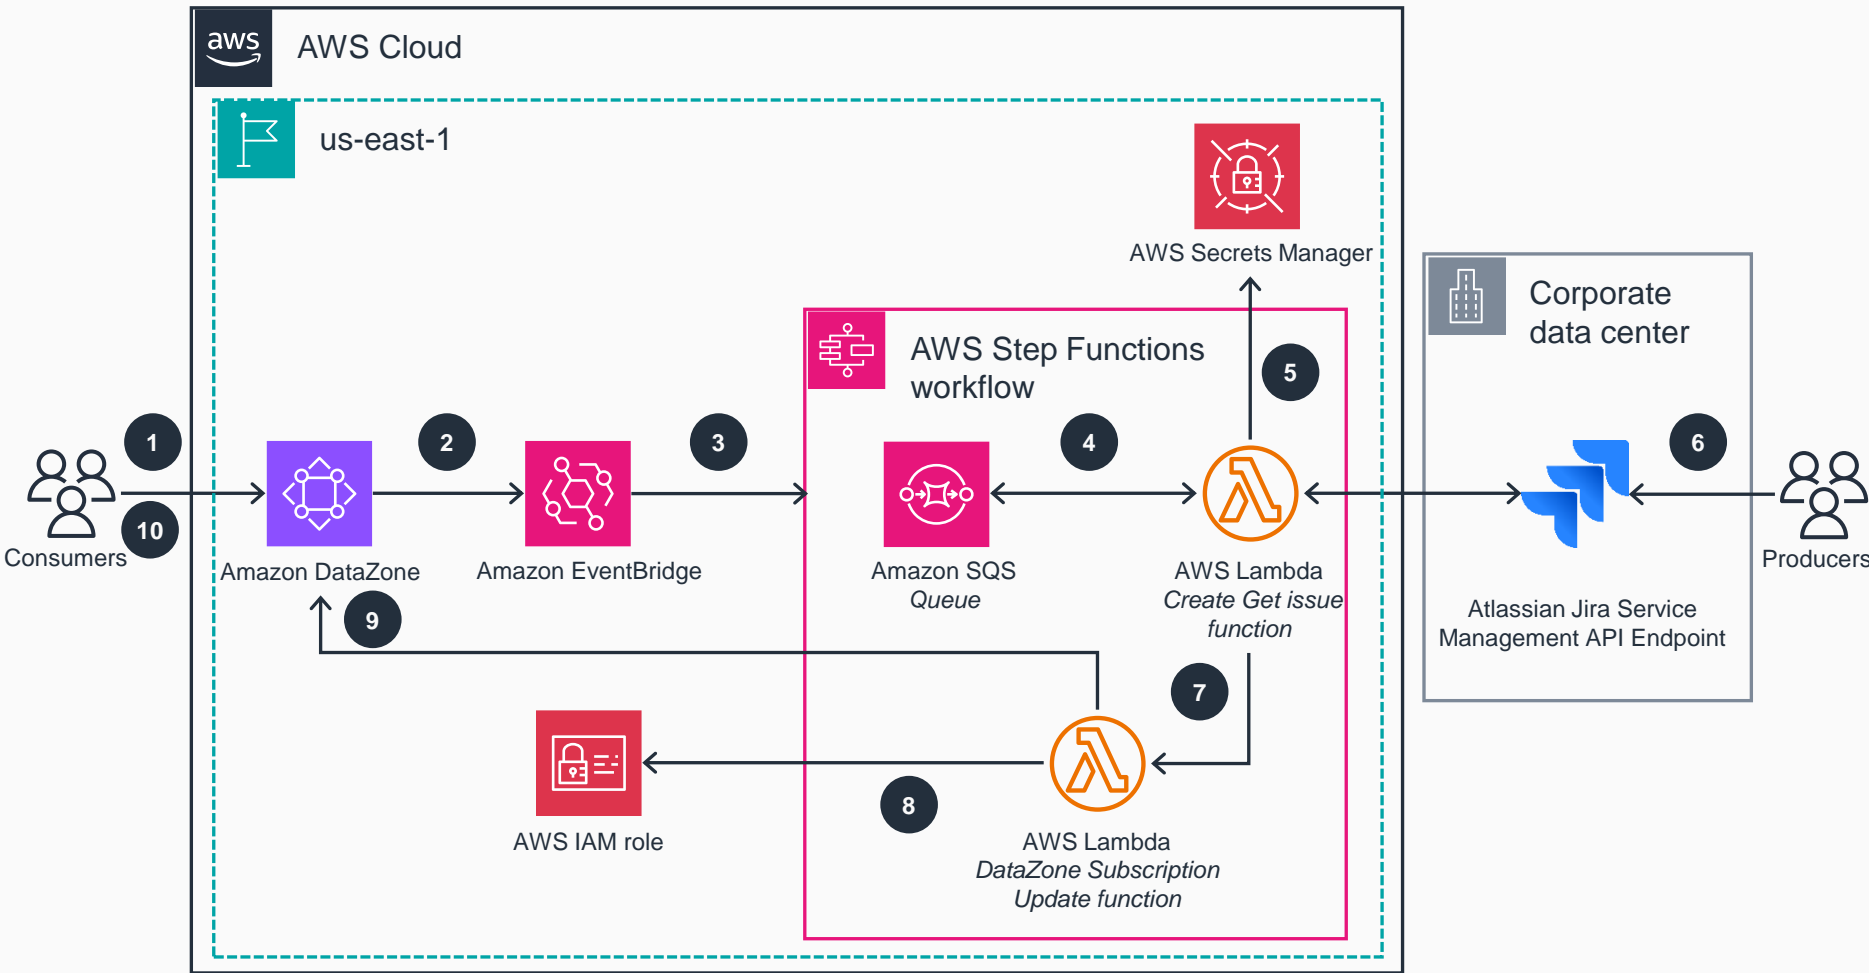 aws
AWS Cloud
us-east-1
AWS Secrets Manager
Corporate
data center
AWS Step Functions
workflow
5
1
2
3
4
6
10
Consumers
Amazon DataZone
Amazon EventBridge
Amazon SQS
Queue
AWS Lambda
Create Get issue
function
Producers
Atlassian Jira Service
Management API Endpoint
9
7
8
AWS IAM role
AWS Lambda
DataZone Subscription
Update function